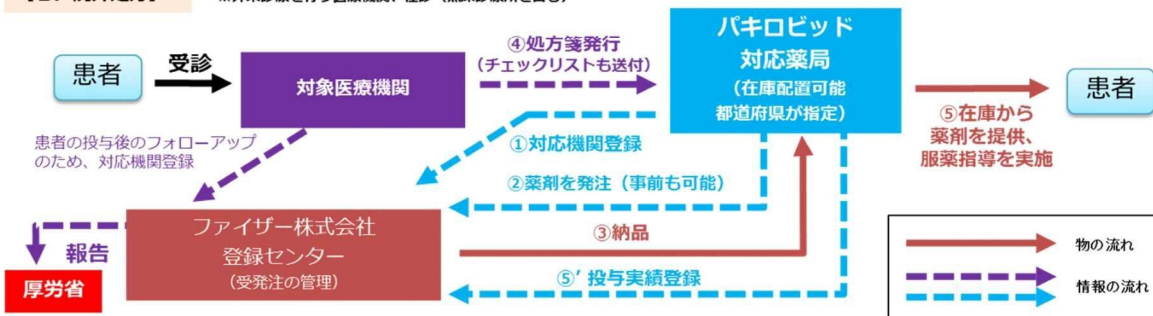 患者
受診
対象医療機関
④処方箋発行
（チェックリストも送付）
パキロビッド
対応薬局
（在庫配置可能
都道府県が指定）
⑤在庫から
薬剤を提供、
服薬指導を実施
患者
患者の投与後のフォローアップ
のため、対応機関登録
①対応機関登録
②薬剤を発注（事前も可能）
ファイザー株式会社
登録センター
（受発注の管理）
③納品
⑤’投与実績登録
報告
厚労省
物の流れ
情報の流れ